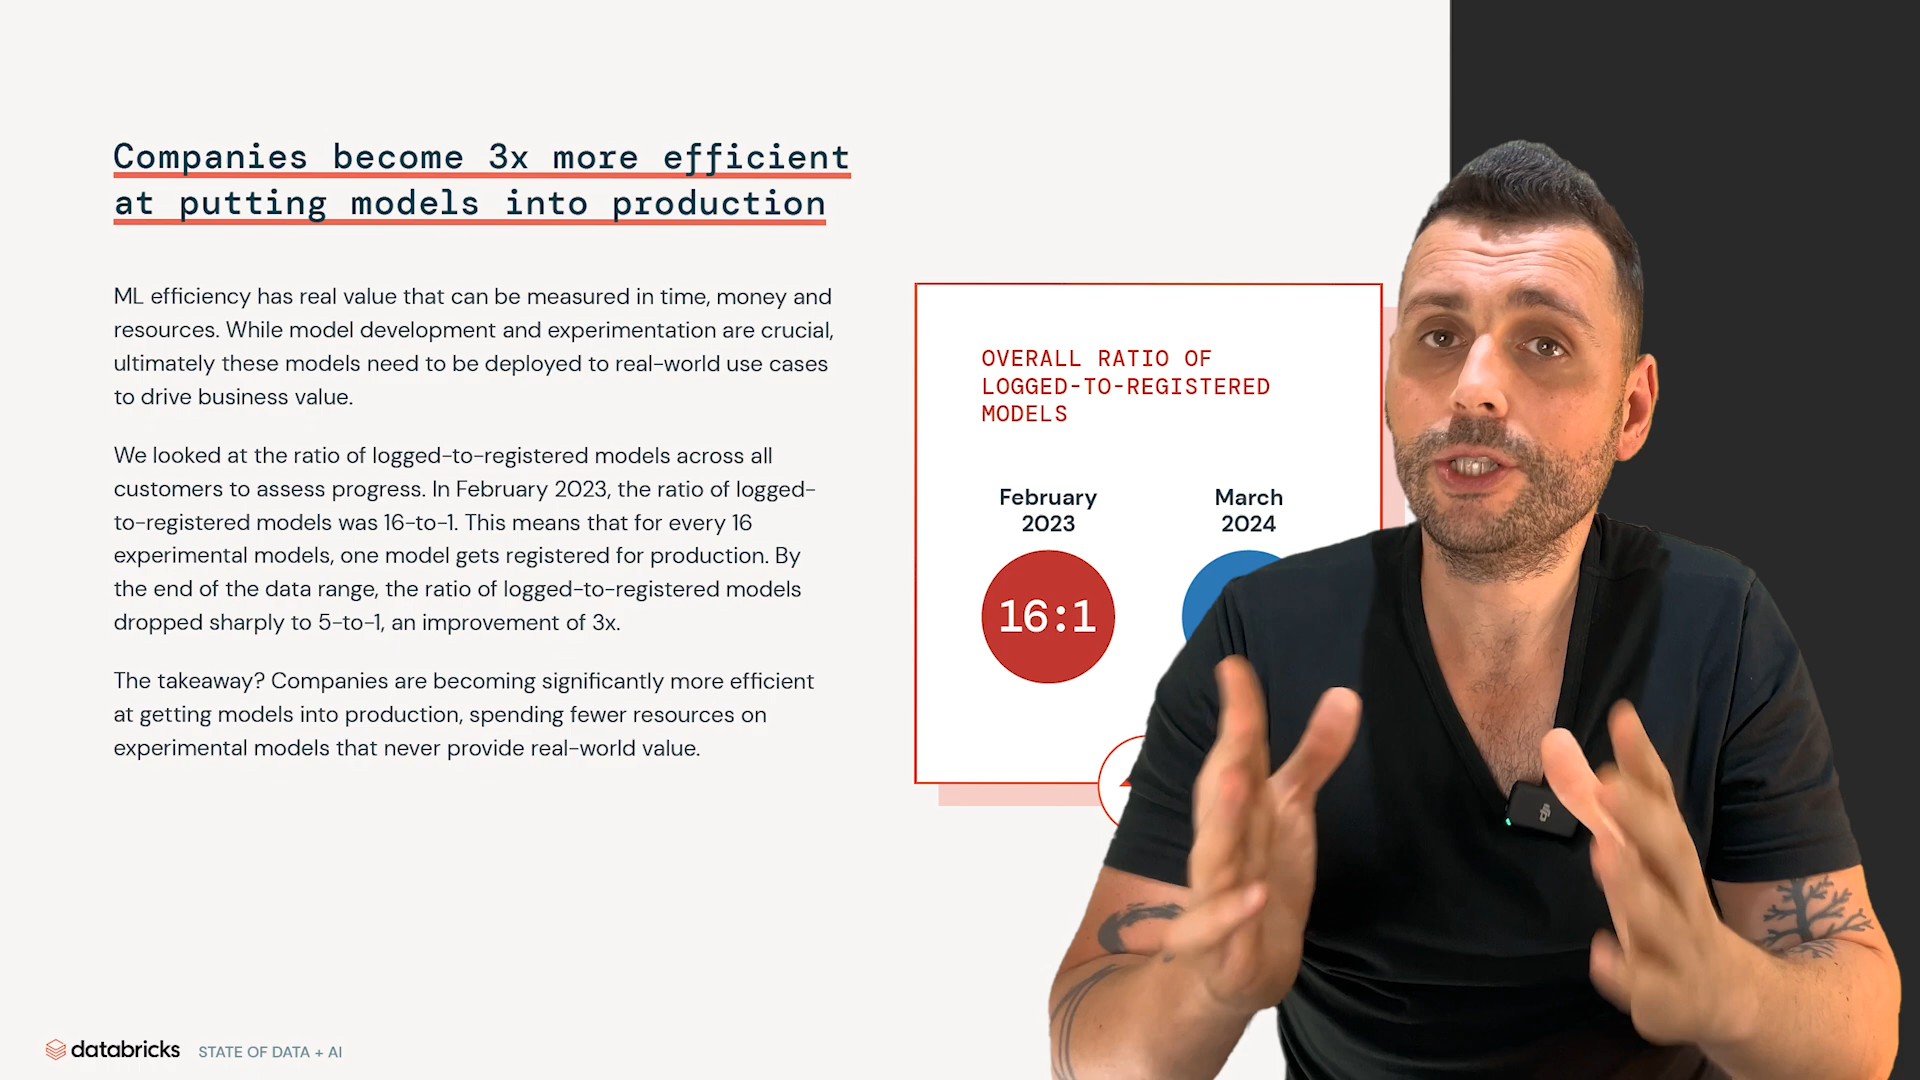 Companies become 3x more efficient
at putting models into production
ML efficiency has real value that can be measured in time, money and
resources. While model development and experimentation are crucial,
ultimately these models need to be deployed to real-world use cases
to drive business value.
We looked at the ratio of logged-to-registered models across all
customers to assess progress. In February 2023, the ratio of logged-
to-registered models was 16-to-1. This means that for every 16
experimental models, one model gets registered for production. By
the end of the data range, the ratio of logged-to-registered models
dropped sharply to 5-to-1, an improvement of 3x.
The takeaway? Companies are becoming significantly more efficient
at getting models into production, spending fewer resources on
experimental models that never provide real-world value.
OVERALL RATIO OF
LOGGED-TO-REGISTERED
MODELS
February
2023
16:1
March
2024
dji
databricks STATE OF DATA + AI